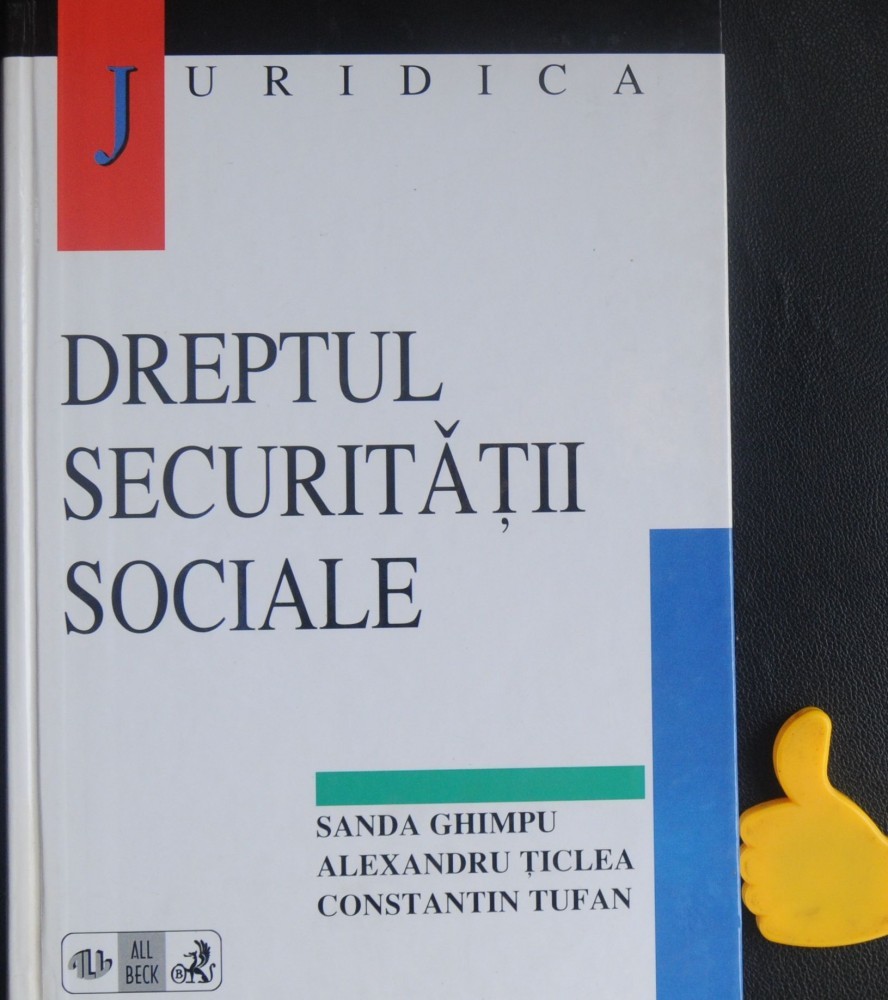 JURIDICA
DREPTUL
SECURITĂȚII
SOCIALE
SANDA GHIMPU
ALEXANDRU ȚICLEA
CONSTANTIN TUFAN
ALL
BECK
B